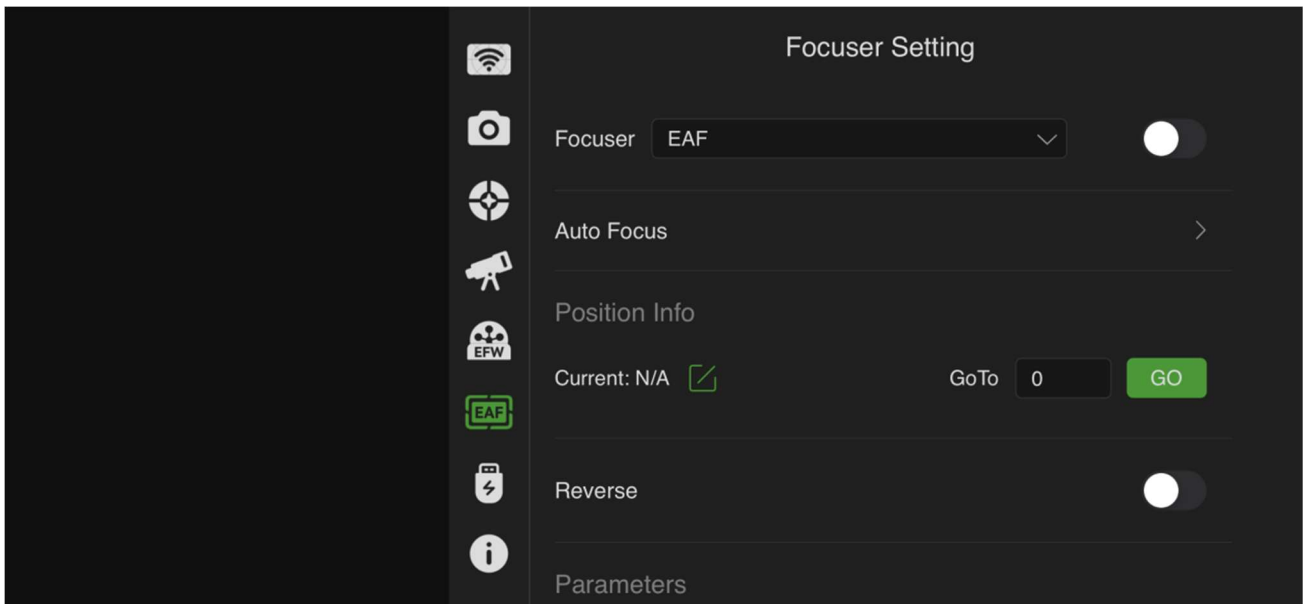 Focuser Setting
Focuser EAF
Auto Focus
Position Info
EFW
Current: N/A GoTo 0 GO
EAF
Reverse
Parameters